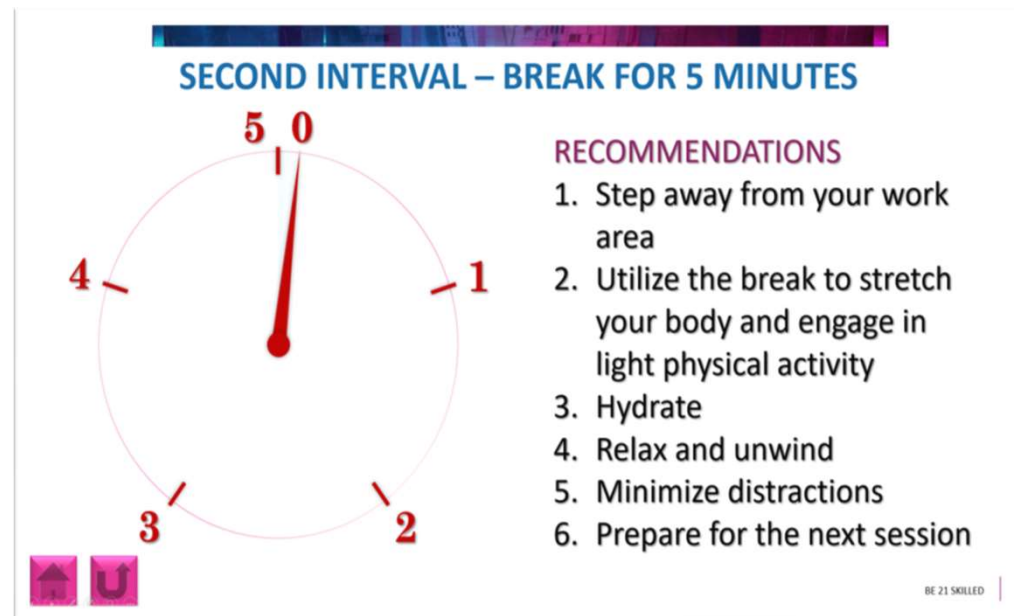 SECOND INTERVAL – BREAK FOR 5 MINUTES
5 0
4
1
3
2
RECOMMENDATIONS
1. Step away from your work
area
2. Utilize the break to stretch
your body and engage in
light physical activity
3. Hydrate
4. Relax and unwind
5. Minimize distractions
6. Prepare for the next session
BE 21 SKILLED